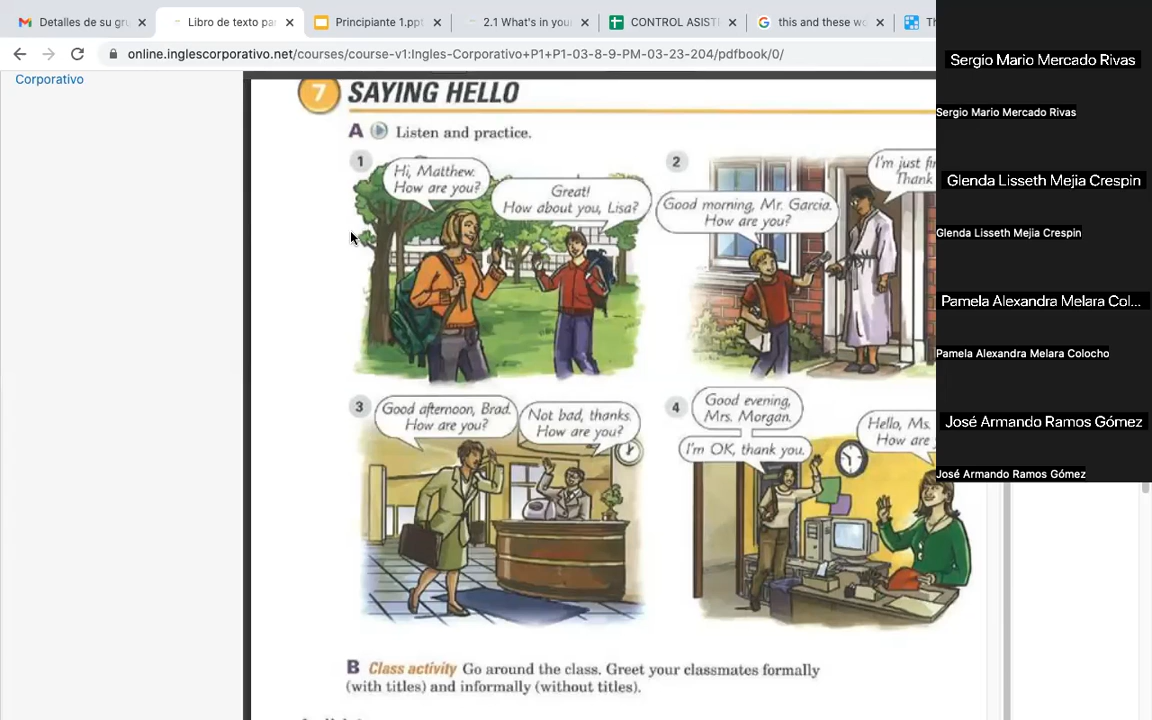 Detalles de su gr
Libro de texto pa
Principiante 1.ppt
2.1 What's in you
CONTROL ASIST
this and these wo
Th
online.inglescorporativo.net/courses/course-v1:Ingles-Corporativo+P1+P1-03-8-9-PM-03-23-204/pdfbook/0/
Corporativo
7 SAYING HELLO
A Listen and practice.
1
Hi, Matthew.
How are you?
Great!
How about you, Lisa?
2
Good morning, Mr. Garcia.
How are you?
I'm just
Thank
3
Good afternoon, Brad.
How are you?
Not bad, thanks.
How are you?
4
Good evening,
Mrs. Morgan.
I'm OK, thank you.
Hello, Ms.
How are
B Class activity Go around the class. Greet your classmates formally
(with titles) and informally (without titles).
Sergio Mario Mercado Rivas
Sergio Mario Mercado Rivas
Glenda Lisseth Mejia Crespin
Glenda Lisseth Mejia Crespin
Pamela Alexandra Melara Col...
Pamela Alexandra Melara Colocho
José Armando Ramos Gómez
José Armando Ramos Gómez